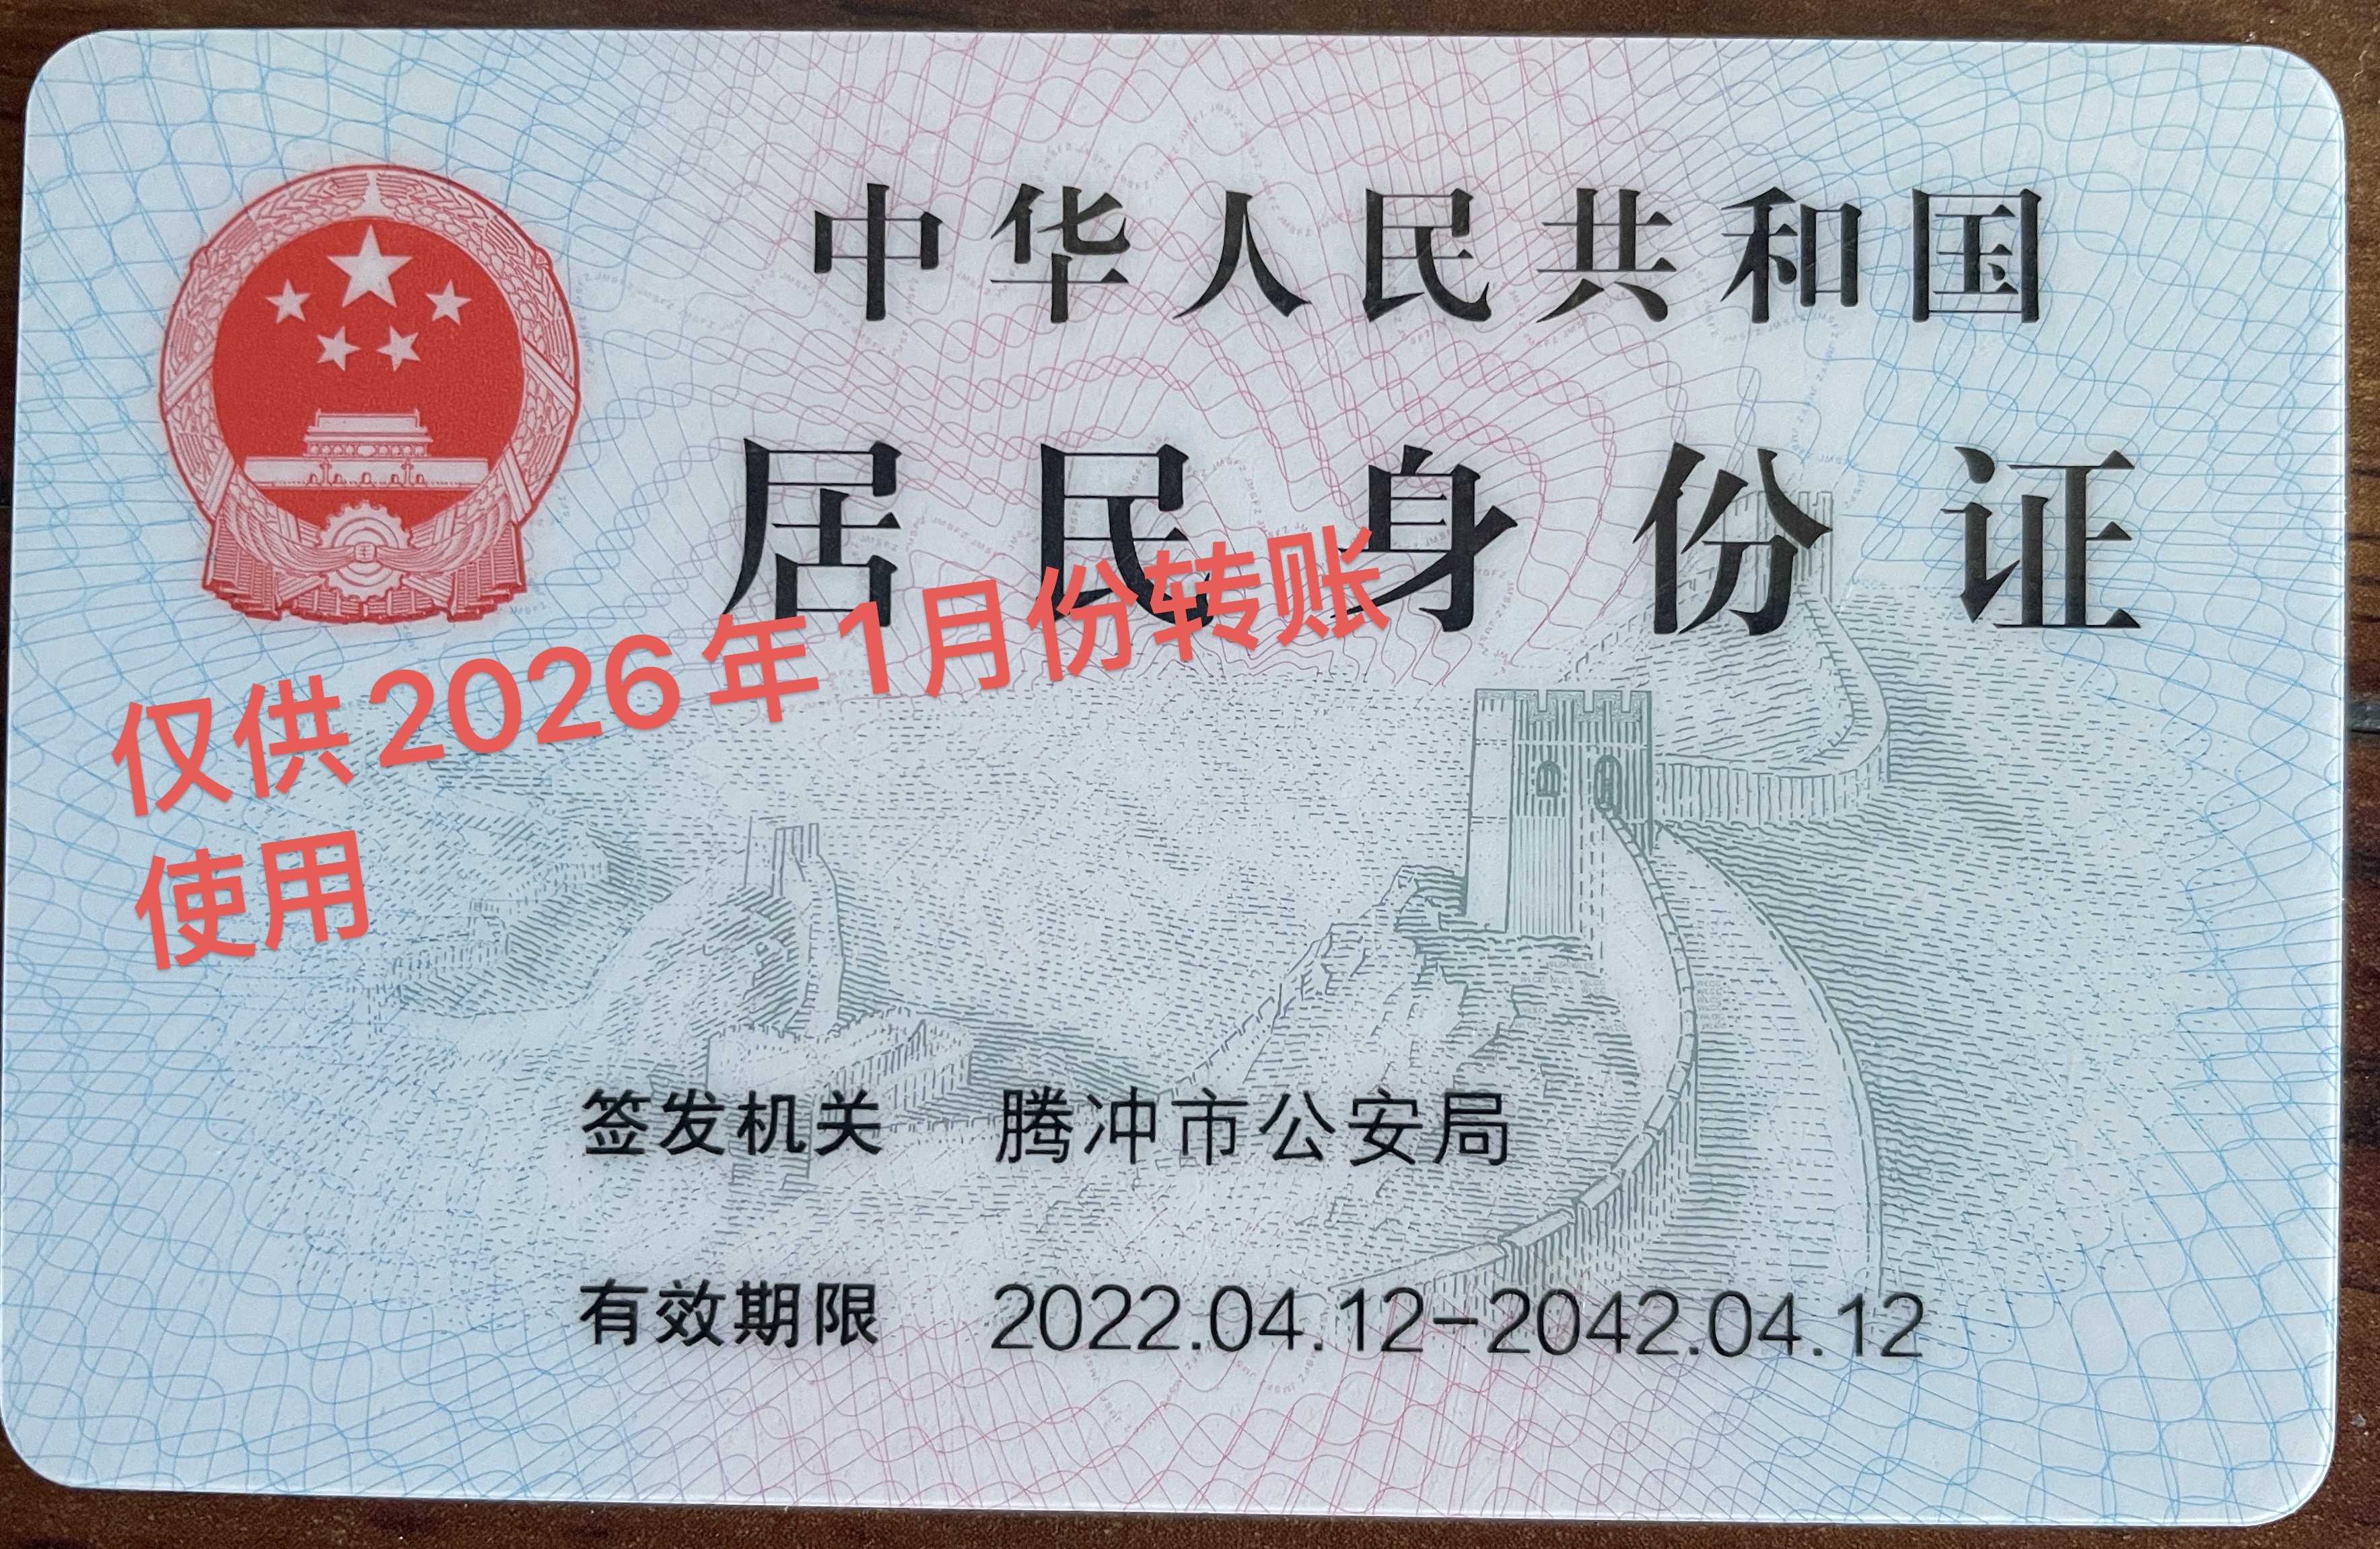 中华人民共和国
居民身份证
仅供2026年1月份转账
使用
签发机关 腾冲市公安局
有效期限 2022.04.12-2042.04.12